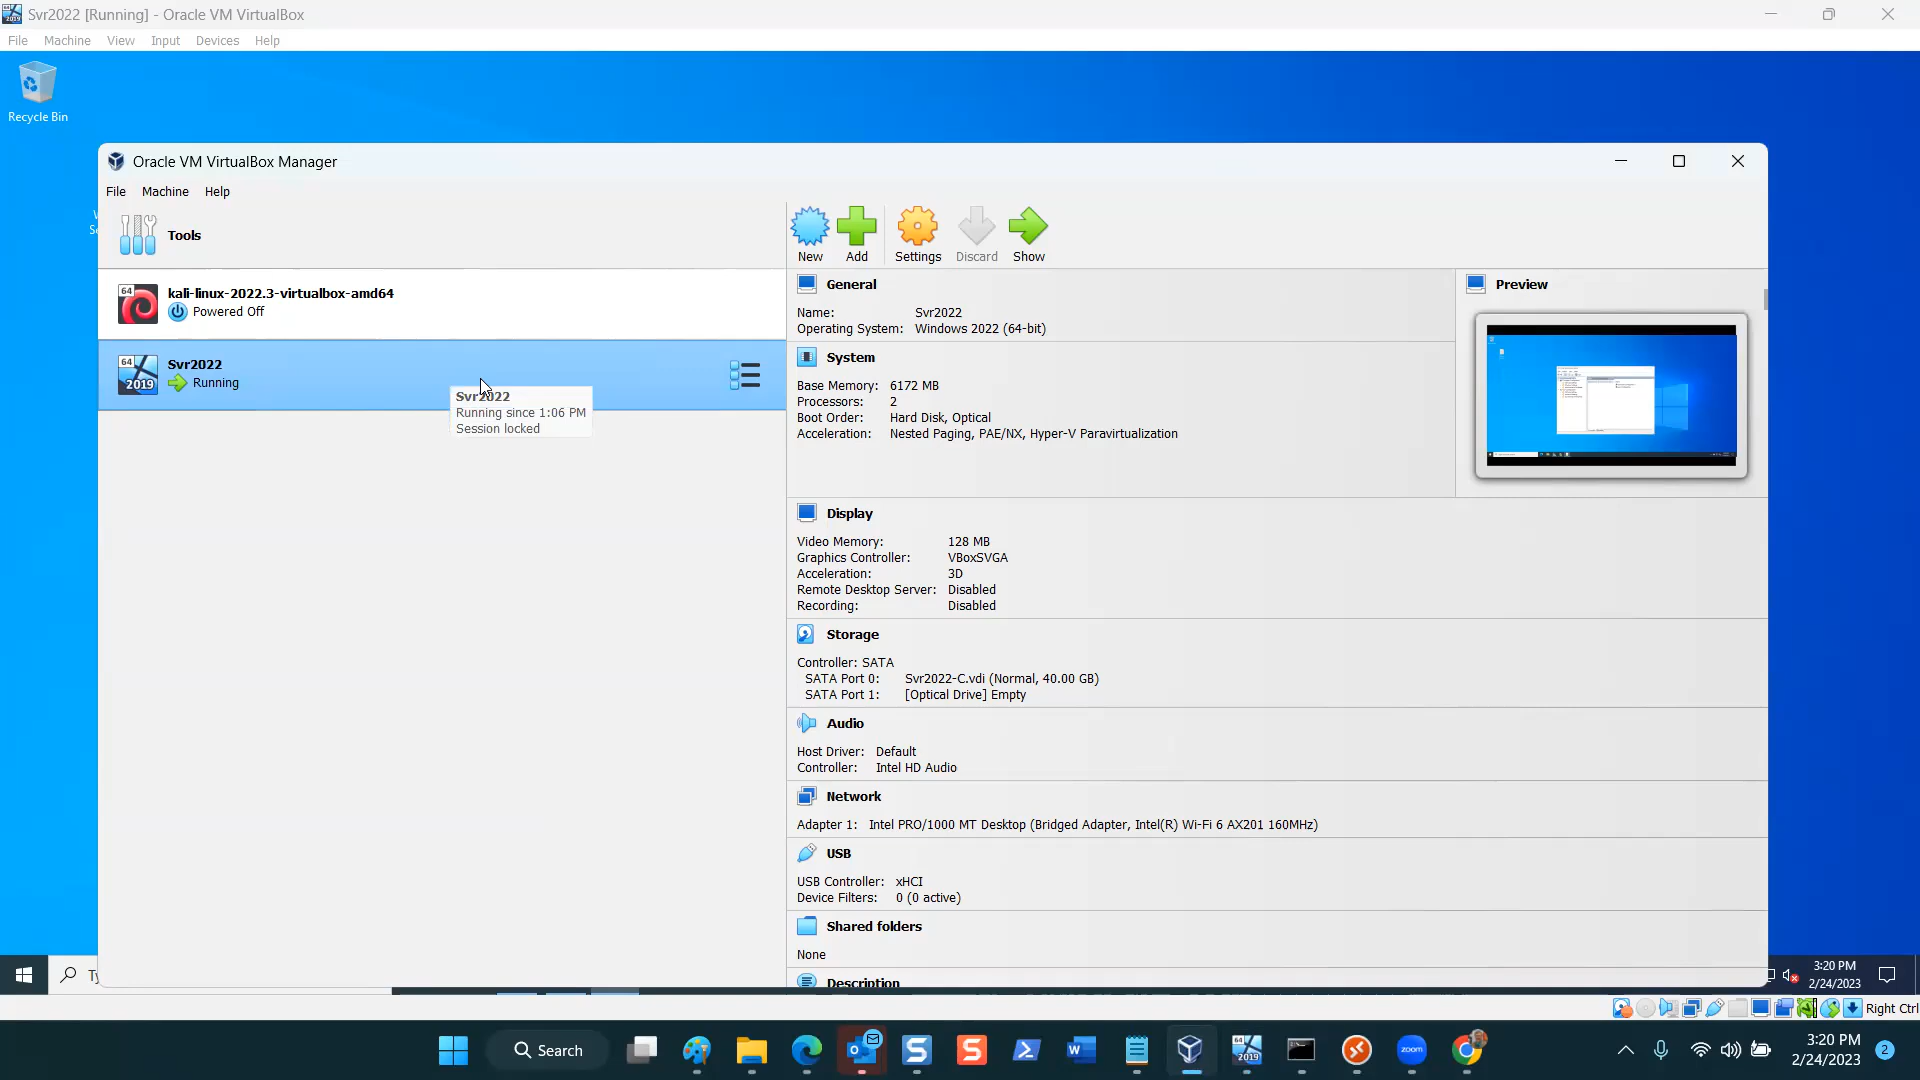 Svr2022 [Running] - Oracle VM VirtualBox
File Machine View Input Devices Help
Recycle Bin
Oracle VM VirtualBox Manager
File Machine Help
Tools
New Add Settings Discard Show
64
kali-linux-2022.3-virtualbox-amd64
Powered Off
64
2019
Svr2022
Running
Svr2022
Running since 1:06 PM
Session locked
General
Name: Svr2022
Operating System: Windows 2022 (64-bit)
Preview
System
Base Memory: 6172 MB
Processors: 2
Boot Order: Hard Disk, Optical
Acceleration: Nested Paging, PAE/NX, Hyper-V Paravirtualization
Display
Video Memory: 128 MB
Graphics Controller: VBoxSVGA
Acceleration: 3D
Remote Desktop Server: Disabled
Recording: Disabled
Storage
Controller: SATA
SATA Port 0: Svr2022-C.vdi (Normal, 40.00 GB)
SATA Port 1: [Optical Drive] Empty
Audio
Host Driver: Default
Controller: Intel HD Audio
Network
Adapter 1: Intel PRO/1000 MT Desktop (Bridged Adapter, Intel(R) Wi-Fi 6 AX201 160MHz)
USB
USB Controller: xHCI
Device Filters: 0 (0 active)
Shared folders
None
Description
3:20 PM
2/24/2023
Right Ctrl
Search
zoom
3:20 PM
2/24/2023
2